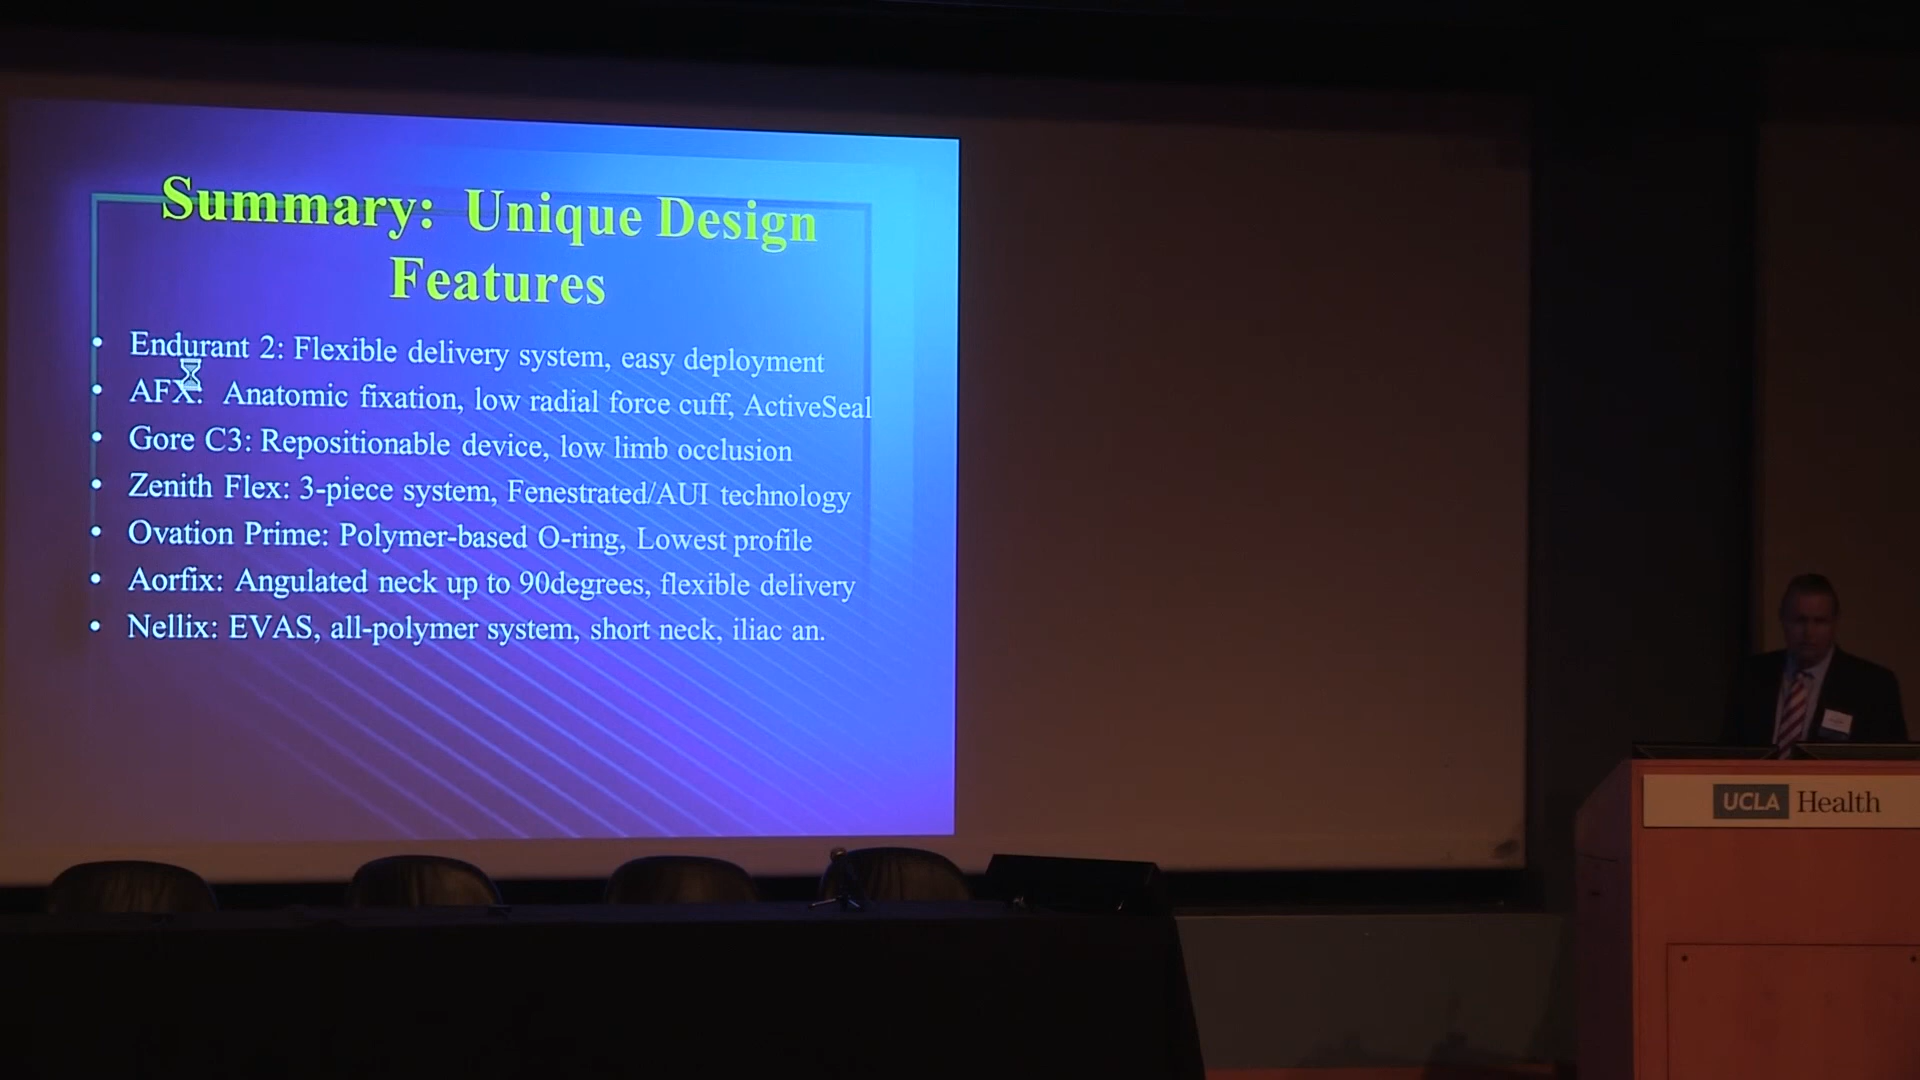 Summary: Unique Design
Features
• Endurant 2: Flexible delivery system, easy deployment
• AFX: Anatomic fixation, low radial force cuff, ActiveSeal
• Gore C3: Repositionable device, low limb occlusion
• Zenith Flex: 3-piece system, Fenestrated/AUI technology
• Ovation Prime: Polymer-based O-ring, Lowest profile
• Aorfix: Angulated neck up to 90degrees, flexible delivery
• Nellix: EVAS, all-polymer system, short neck, iliac an.
UCLA Health